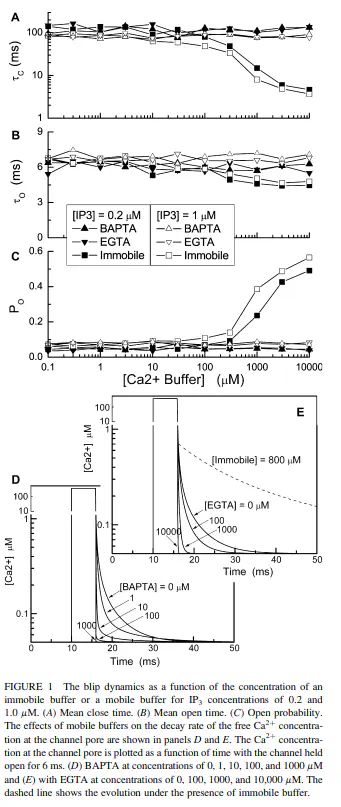 A
τC (ms)
100
10
1
B
τO (ms)
9
6
3
0
[IP3] = 0.2 μM [IP3] = 1 μM
BAPTA BAPTA
EGTA EGTA
Immobile Immobile
C
PO
0.6
0.4
0.2
0.0
0.1 1 10 100 1000 10000
[Ca2+ Buffer] (μM)
E
[Ca2+] μM
100
10
1
0.1
[Immobile] = 800 μM
[EGTA] = 0 μM
100
1000
10000
0 10 20 30 40 50
Time (ms)
D
[Ca2+] μM
100
10
1
0.1
[BAPTA] = 0 μM
1
10
100
1000
0 10 20 30 40 50
Time (ms)
FIGURE 1 The blip dynamics as a function of the concentration of an
immobile buffer or a mobile buffer for IP3 concentrations of 0.2 and
1.0 μM. (A) Mean close time. (B) Mean open time. (C) Open probability.
The effects of mobile buffers on the decay rate of the free Ca2+ concentra-
tion at the channel pore are shown in panels D and E. The Ca2+ concentra-
tion at the channel pore is plotted as a function of time with the channel held
open for 6 ms. (D) BAPTA at concentrations of 0, 1, 10, 100, and 1000 μM
and (E) with EGTA at concentrations of 0, 100, 1000, and 10,000 μM. The
dashed line shows the evolution under the presence of immobile buffer.